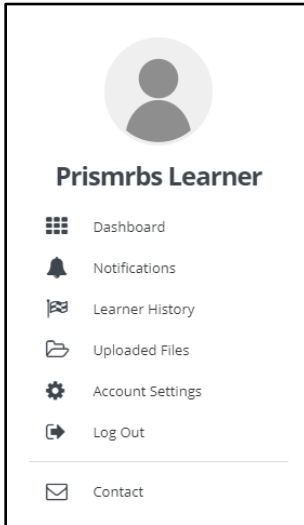 Prismrbs Learner
Dashboard
Notifications
Learner History
Uploaded Files
Account Settings
Log Out
Contact